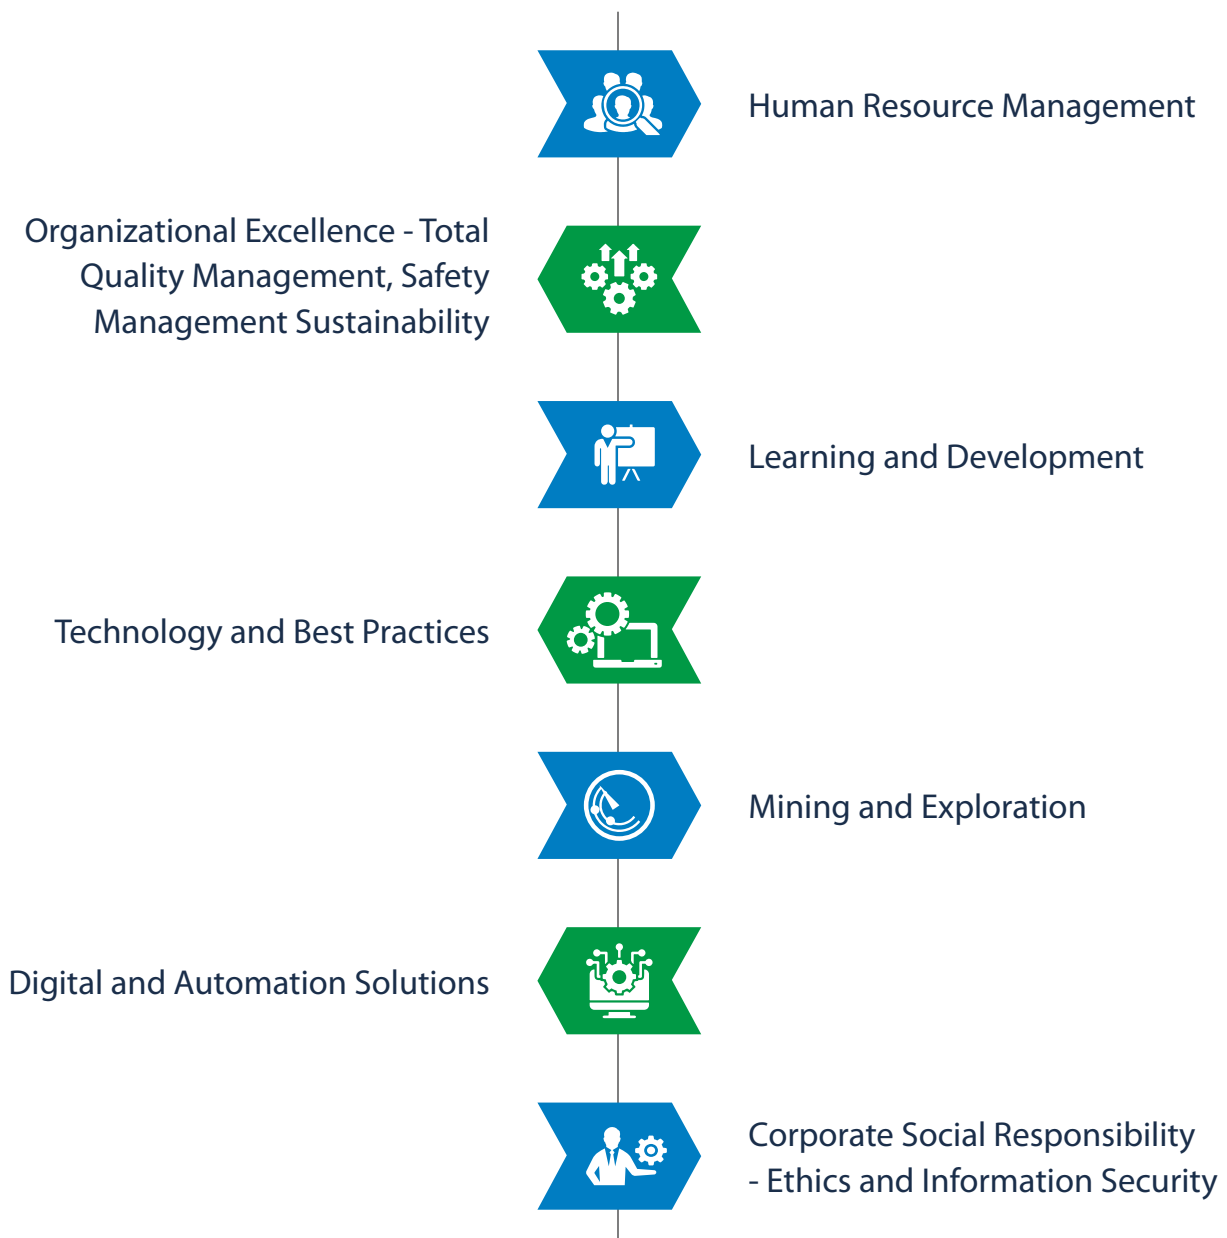 Human Resource Management
Organizational Excellence - Total
Quality Management, Safety
Management Sustainability
Learning and Development
Technology and Best Practices
Mining and Exploration
Digital and Automation Solutions
Corporate Social Responsibility
- Ethics and Information Security